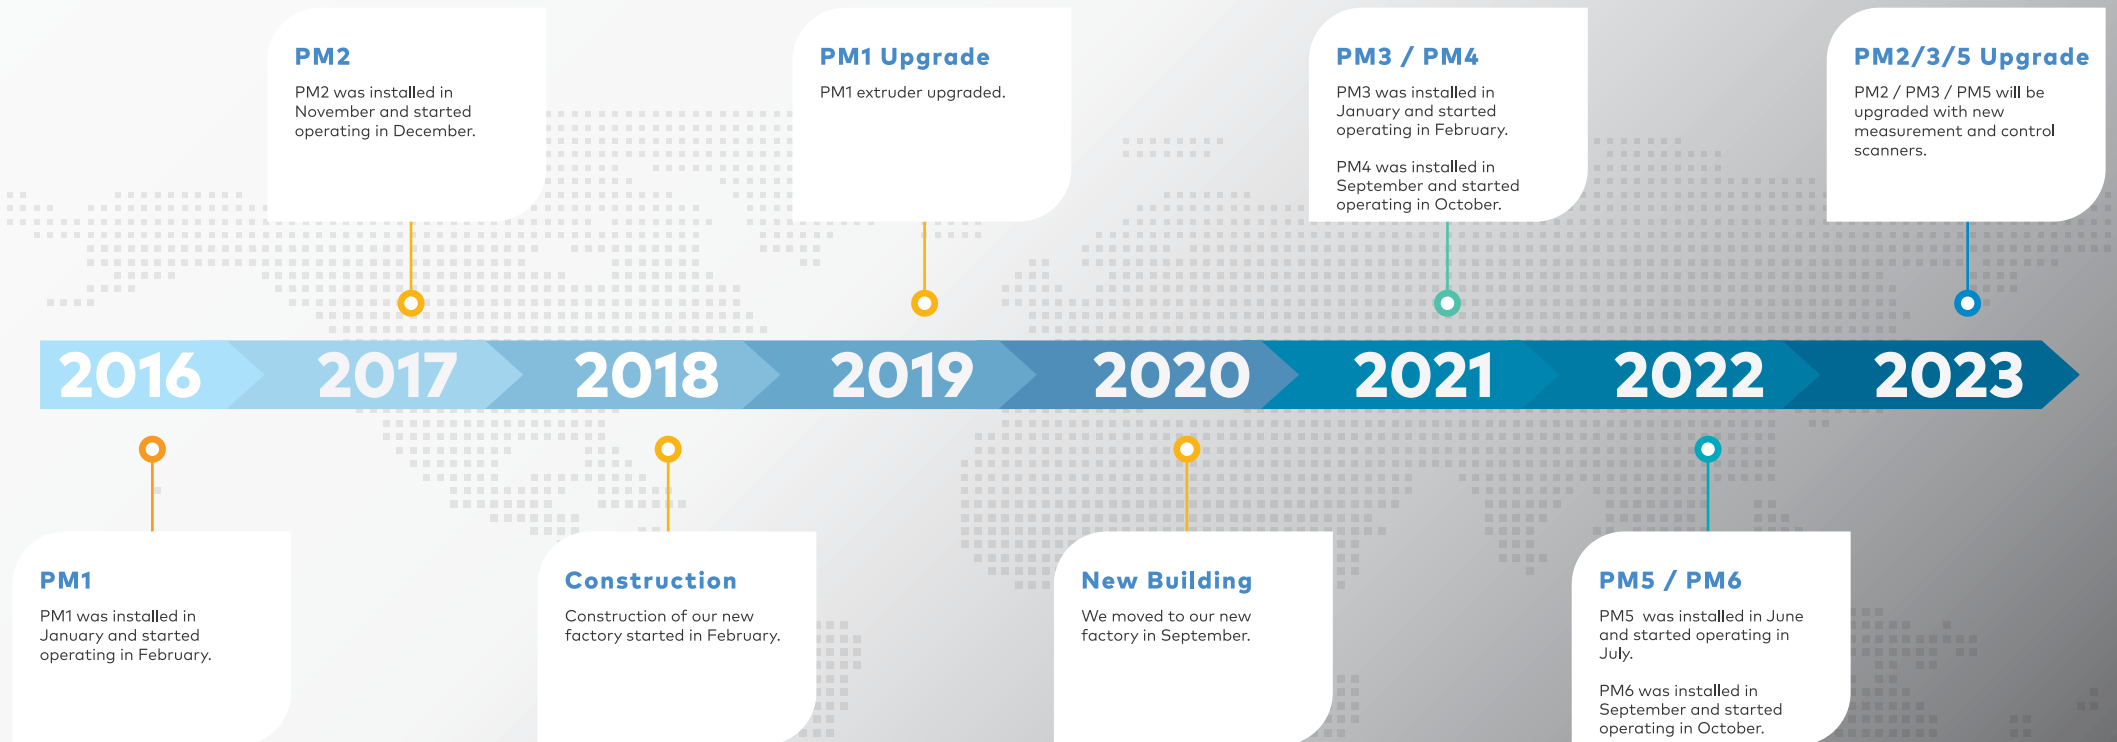 PM2
PM2 was installed in
November and started
operating in December.
PM1 Upgrade
PM1 extruder upgraded.
PM3 / PM4
PM3 was installed in
January and started
operating in February.
PM4 was installed in
September and started
operating in October.
PM2/3/5 Upgrade
PM2 / PM3 / PM5 will be
upgraded with new
measurement and control
scanners.
2016 2017 2018 2019 2020 2021 2022 2023
PM1
PM1 was installed in
January and started
operating in February.
Construction
Construction of our new
factory started in February.
New Building
We moved to our new
factory in September.
PM5 / PM6
PM5 was installed in June
and started operating in
July.
PM6 was installed in
September and started
operating in October.